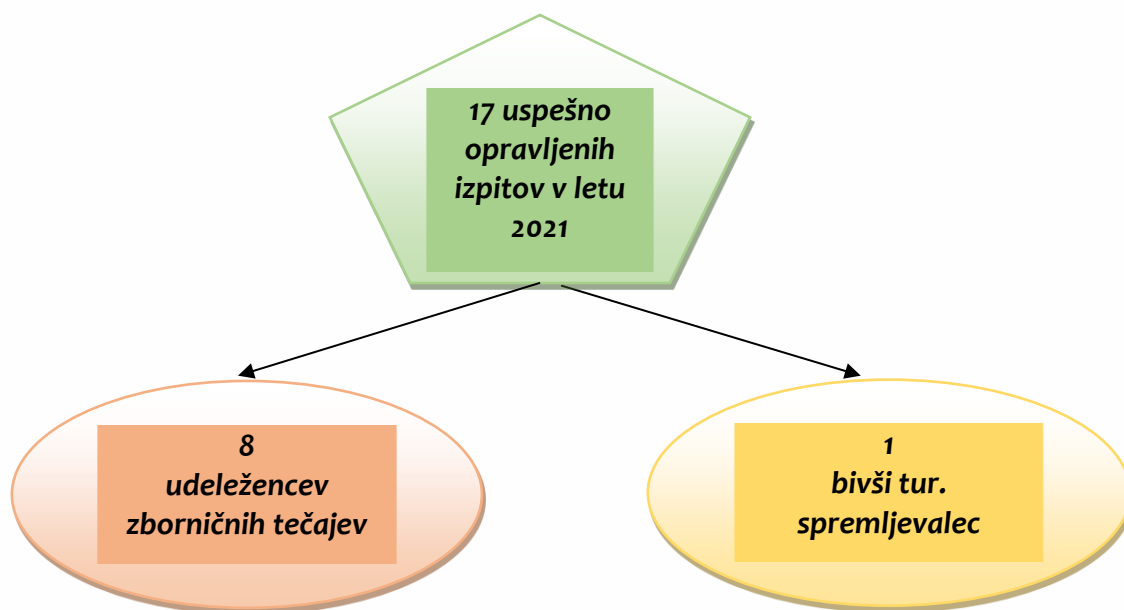 17 uspešno
opravljenih
izpitov v letu
2021
8
udeležencev
zborničnih tečajev
1
bivši tur.
spremljevalec